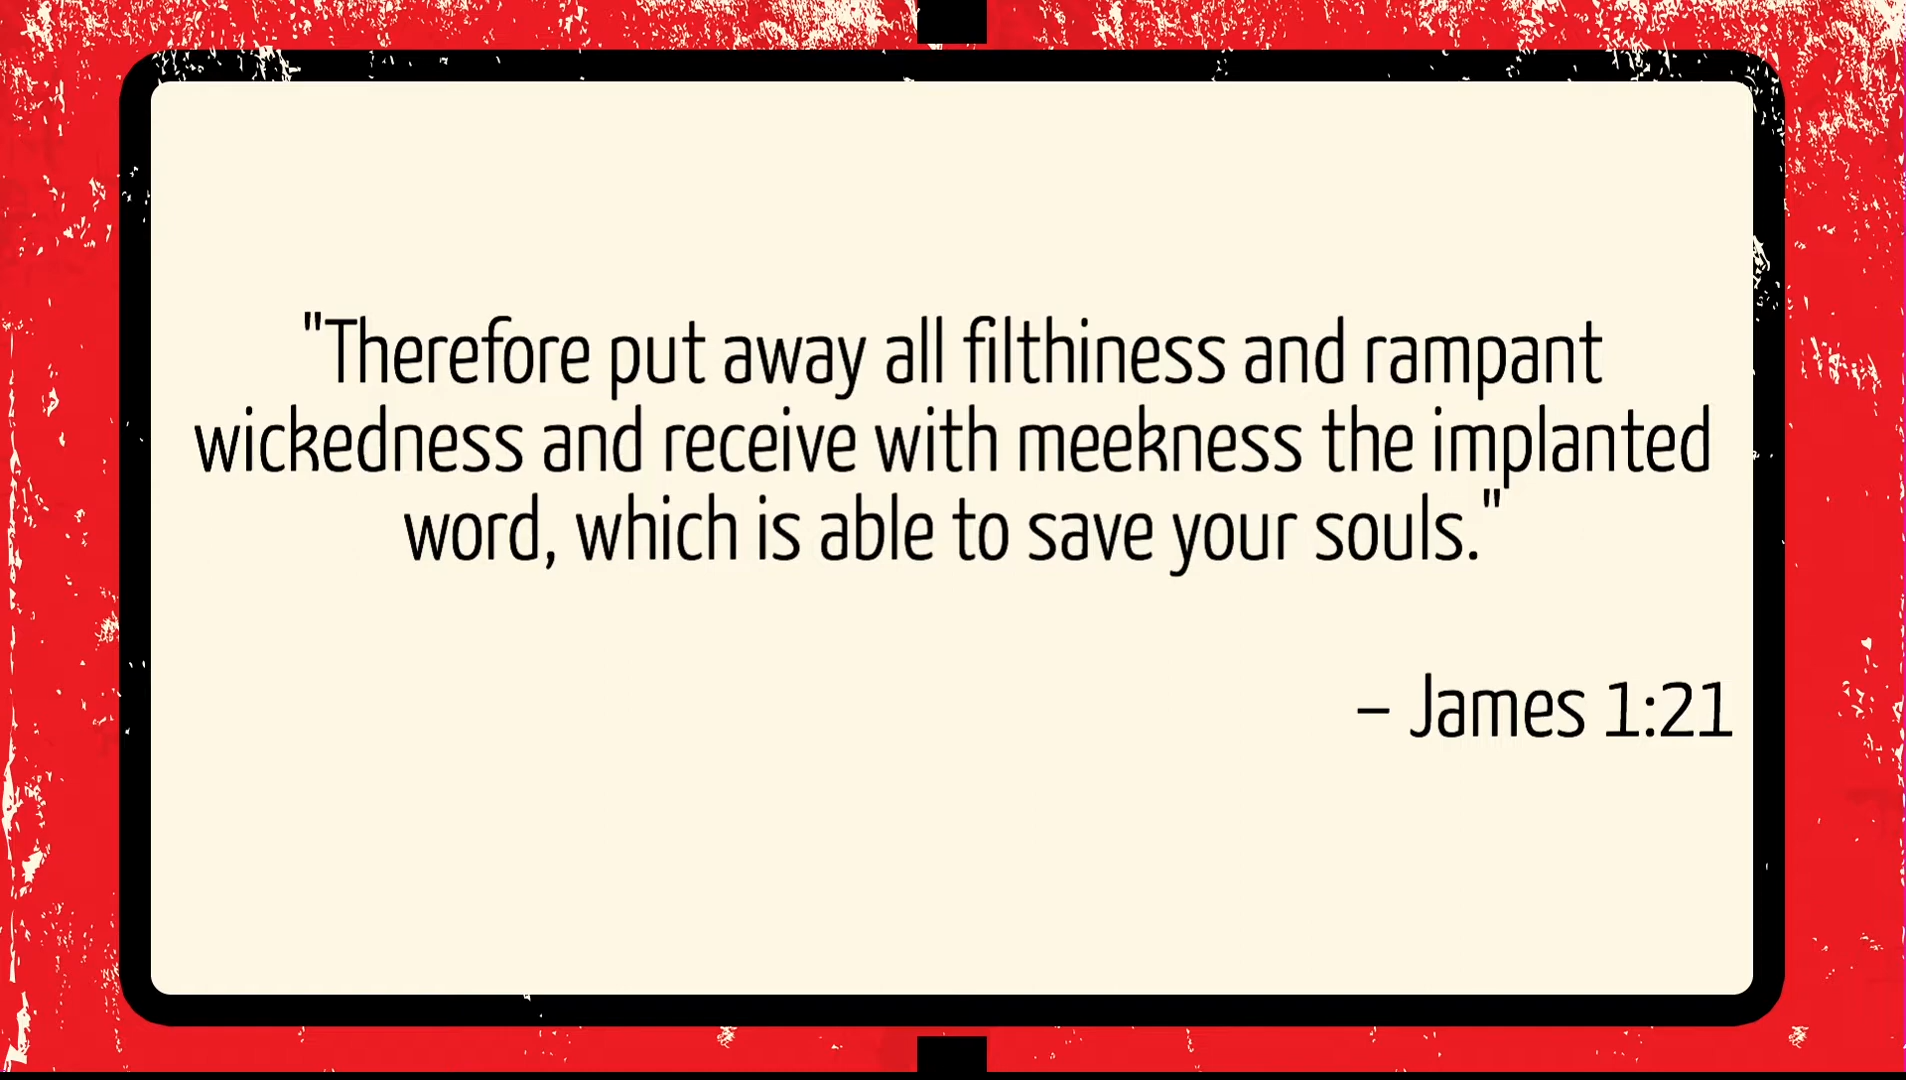 "Therefore put away all filthiness and rampant
wickedness and receive with meekness the implanted
word, which is able to save your souls."
– James 1:21